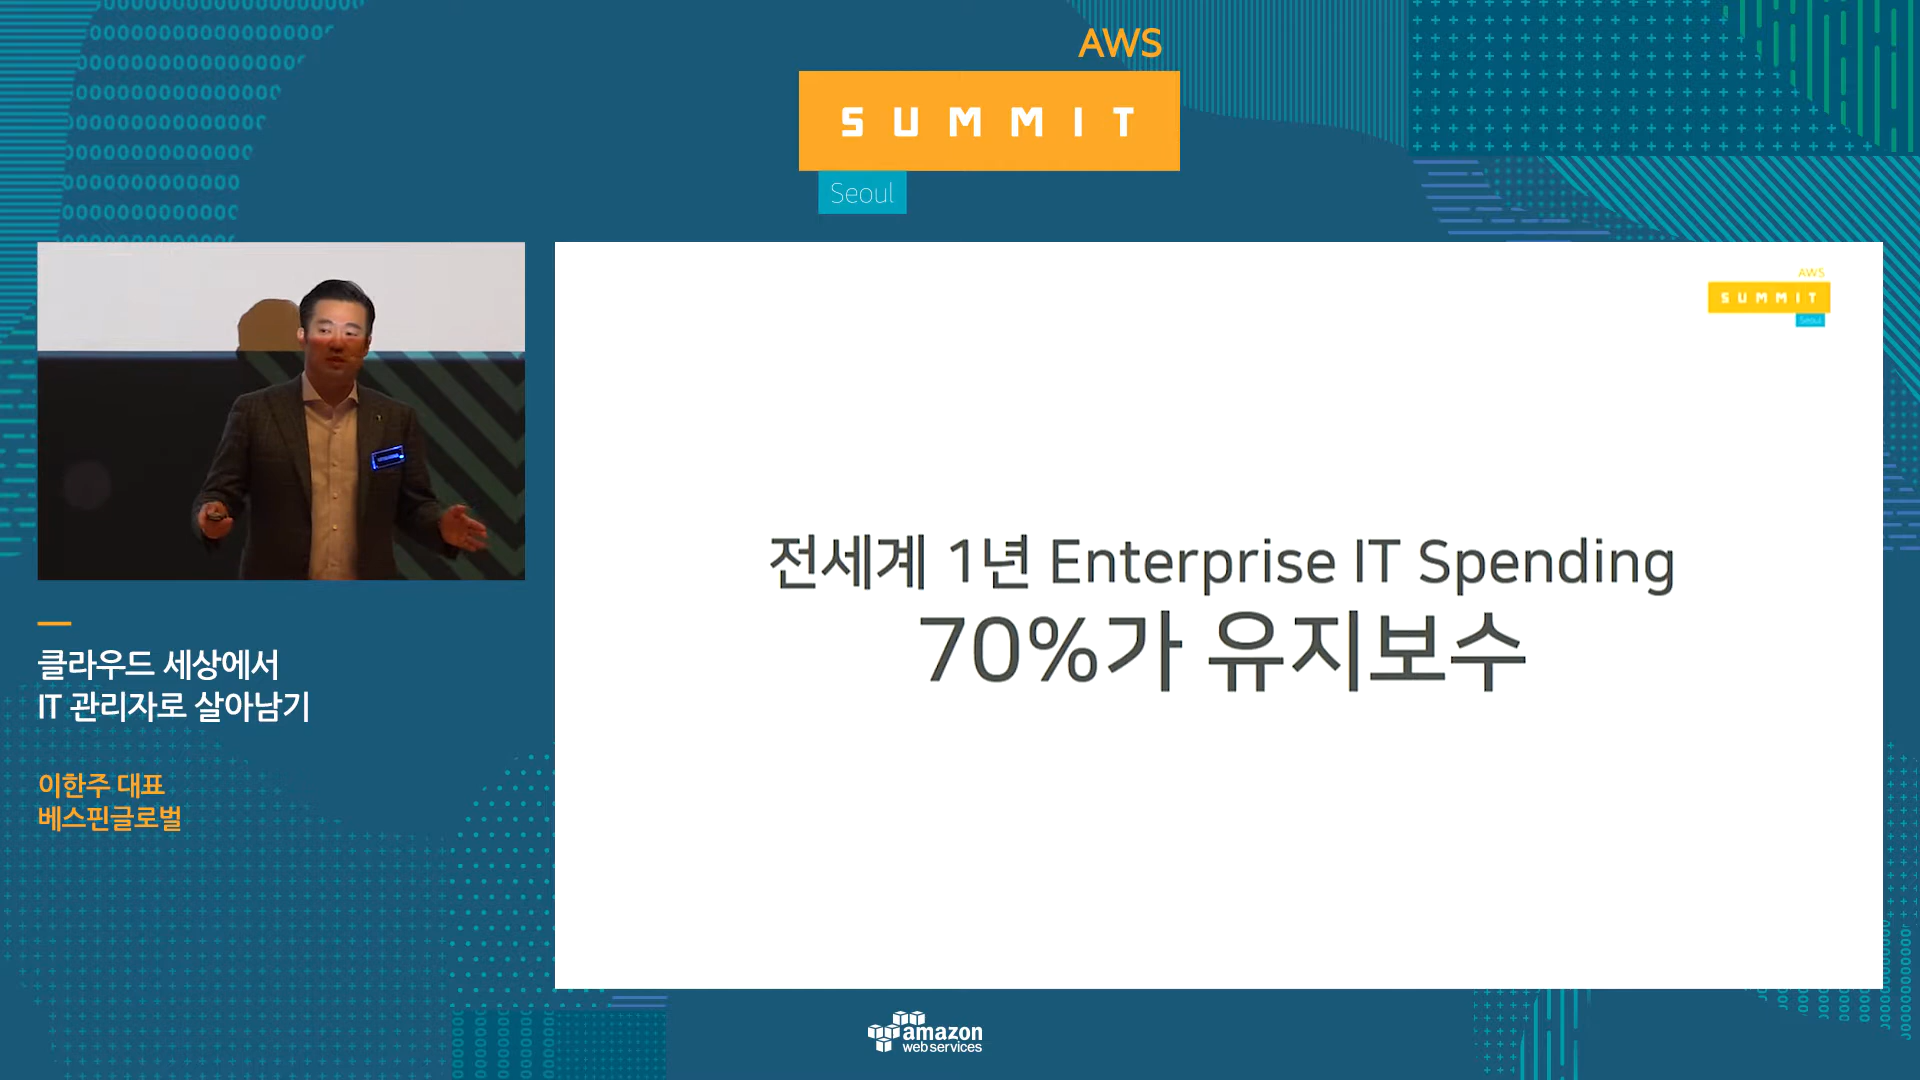 AWS
SUMMIT
Seoul
AWS
SUMMIT
Seoul
전세계 1년 Enterprise IT Spending
70%가 유지보수
클라우드 세상에서
IT 관리자로 살아남기
이한주 대표
베스핀글로벌
amazon
web services